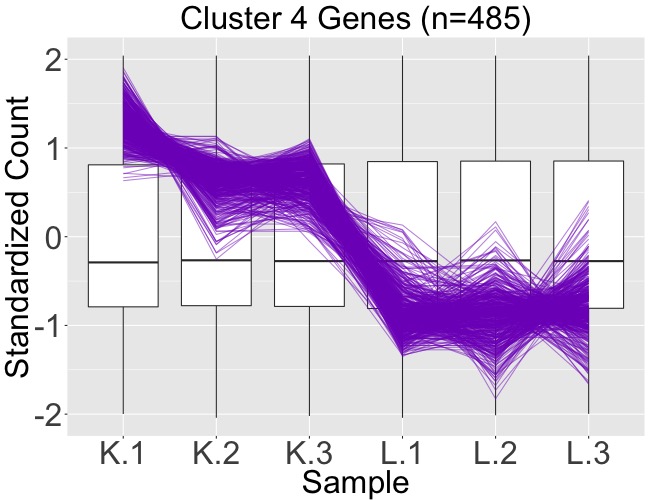 Cluster 4 Genes (n=485)
Standardized Count
2
1
0
-1
-2
K.1 K.2 K.3 L.1 L.2 L.3
Sample